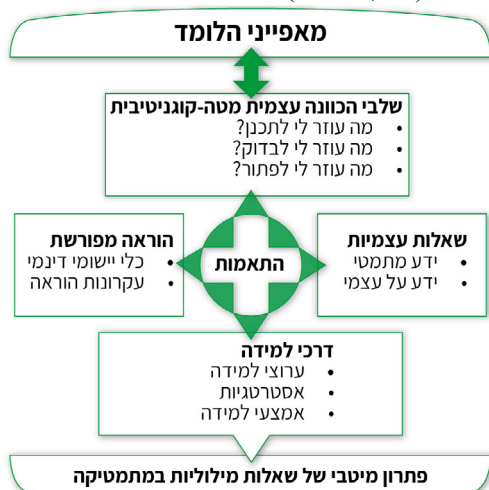 מאפייני הלומד
שלבי הכוונה עצמית מטה-קוגניטיבית
• מה עוזר לי לתכנן?
• מה עוזר לי לבדוק?
• מה עוזר לי לפתור?
שאלות עצמיות
• ידע מתמטי
• ידע על עצמי
התאמות
הוראה מפורשת
• כלי יישומי דינמי
• עקרונות הוראה
דרכי למידה
• ערוצי למידה
• אסטרטגיות
• אמצעי למידה
פתרון מיטבי של שאלות מילוליות במתמטיקה